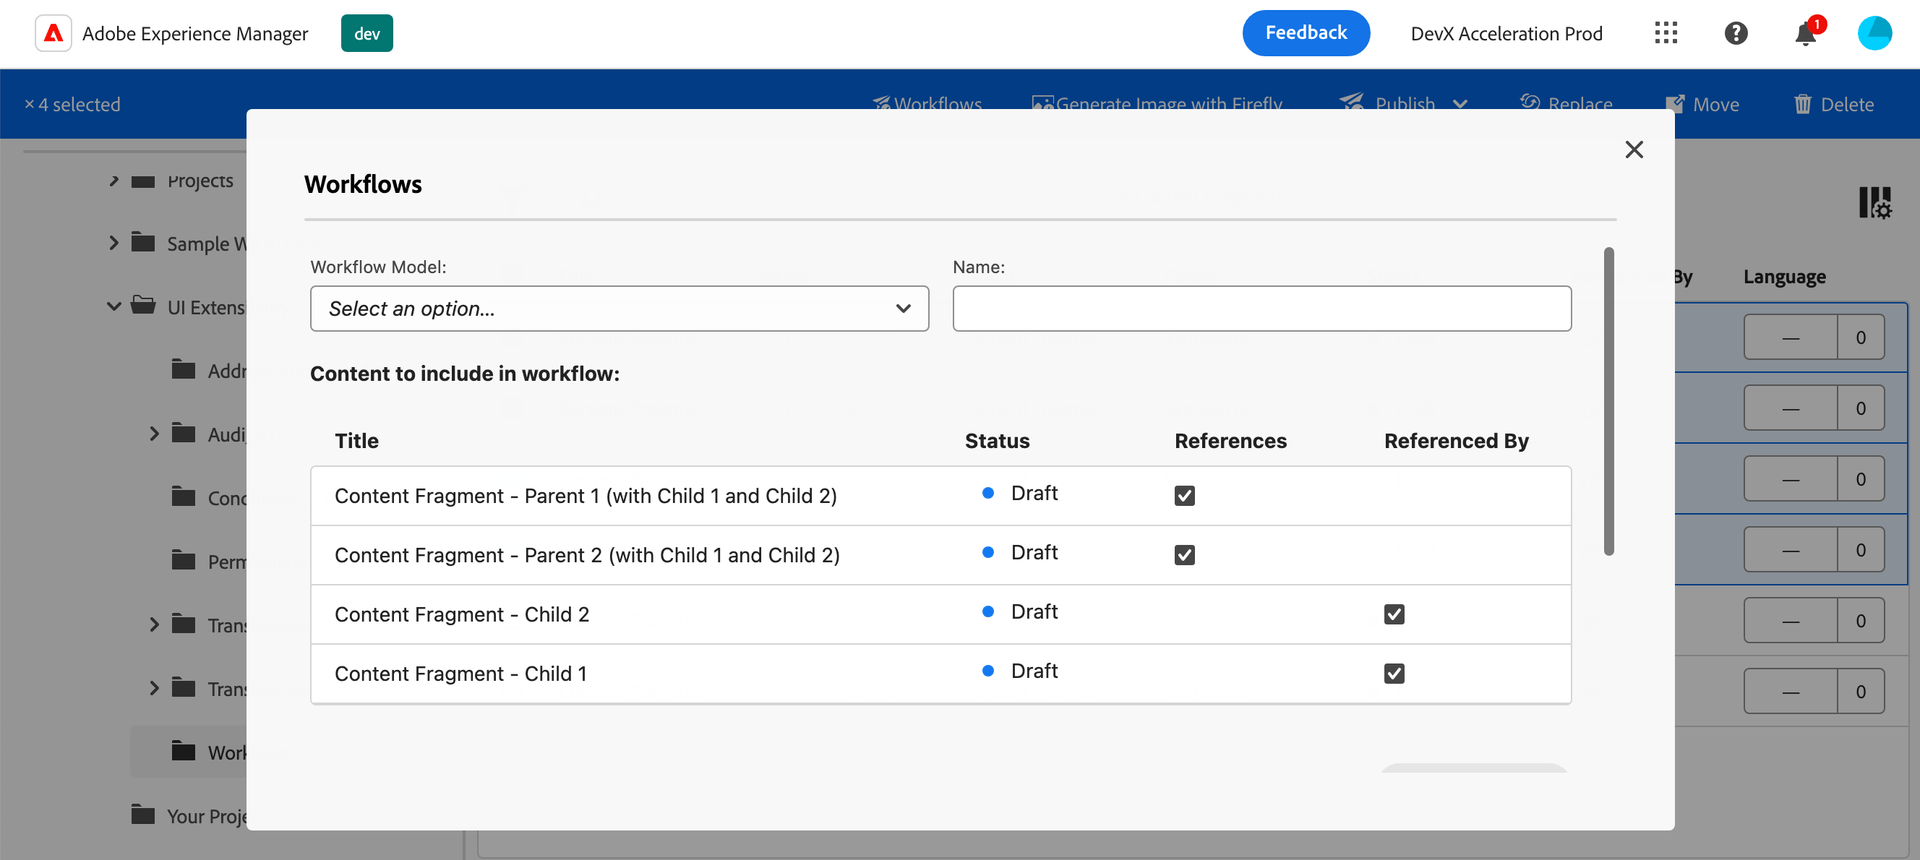 Adobe Experience Manager dev Feedback DevX Acceleration Prod 1
× 4 selected Workflows Generate Image with Firefly Publish Replace Move Delete
Projects
Sample W
UI Extens
Addr
Audi
Conc
Perm
Trans
Trans
Work
Your Proje
Workflows
Workflow Model: Name:
Select an option...
Content to include in workflow:
Title Status References Referenced By
Content Fragment - Parent 1 (with Child 1 and Child 2) Draft
Content Fragment - Parent 2 (with Child 1 and Child 2) Draft
Content Fragment - Child 2 Draft
Content Fragment - Child 1 Draft
By Language
— 0
— 0
— 0
— 0
— 0
— 0